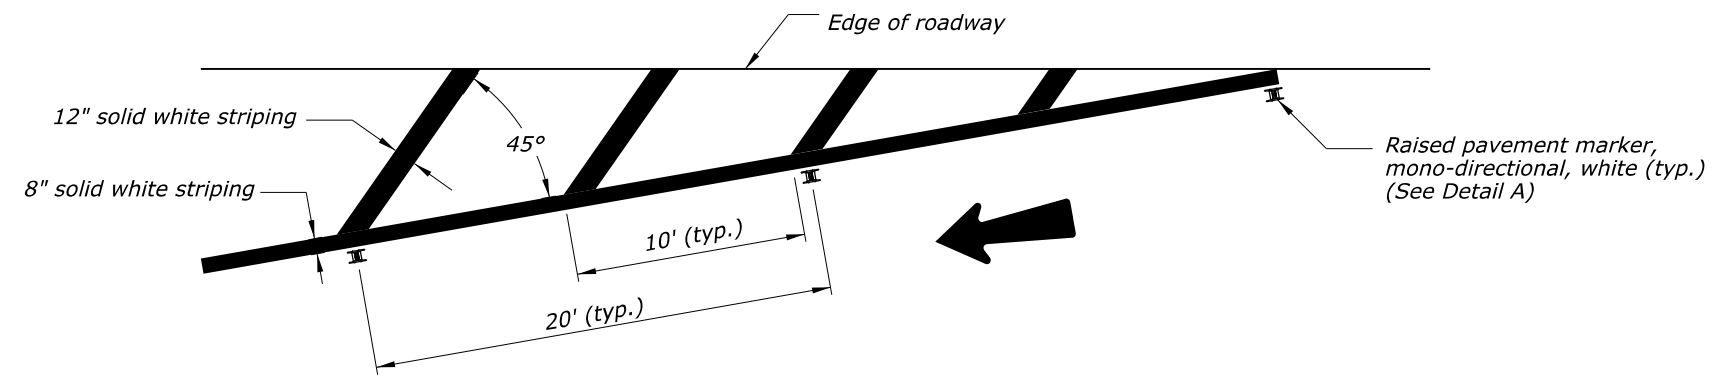 Edge of roadway
12" solid white striping
45°
Raised pavement marker,
mono-directional, white (typ.)
(See Detail A)
8" solid white striping
10' (typ.)
20' (typ.)